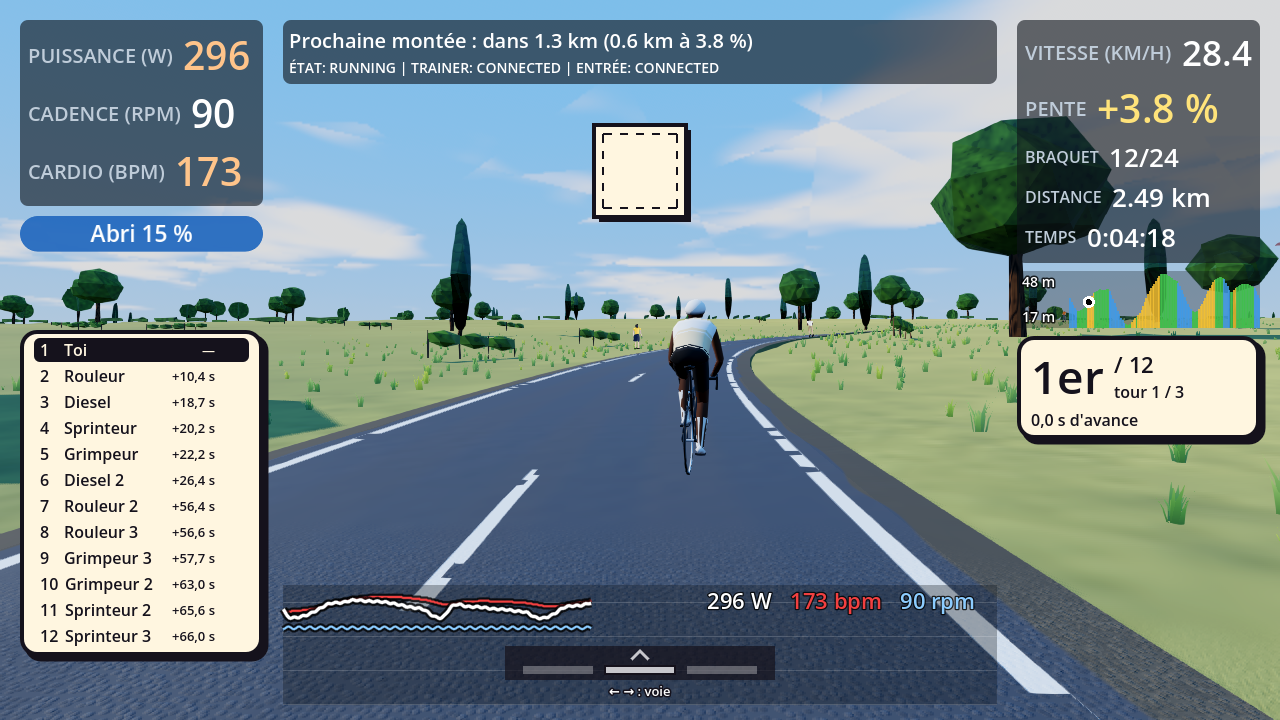 PUISSANCE (W) 296
CADENCE (RPM) 90
CARDIO (BPM) 173
Abri 15 %
Prochaine montée : dans 1.3 km (0.6 km à 3.8 %)
ÉTAT: RUNNING | TRAINER: CONNECTED | ENTRÉE: CONNECTED
VITESSE (KM/H) 28.4
PENTE +3.8 %
BRAQUET 12/24
DISTANCE 2.49 km
TEMPS 0:04:18
48 m
17 m
1er / 12
tour 1 / 3
0,0 s d'avance
1 Toi —
2 Rouleur +10,4 s
3 Diesel +18,7 s
4 Sprinteur +20,2 s
5 Grimpeur +22,2 s
6 Diesel 2 +26,4 s
7 Rouleur 2 +56,4 s
8 Rouleur 3 +56,6 s
9 Grimpeur 3 +57,7 s
10 Grimpeur 2 +63,0 s
11 Sprinteur 2 +65,6 s
12 Sprinteur 3 +66,0 s
296 W 173 bpm 90 rpm
← → : voie